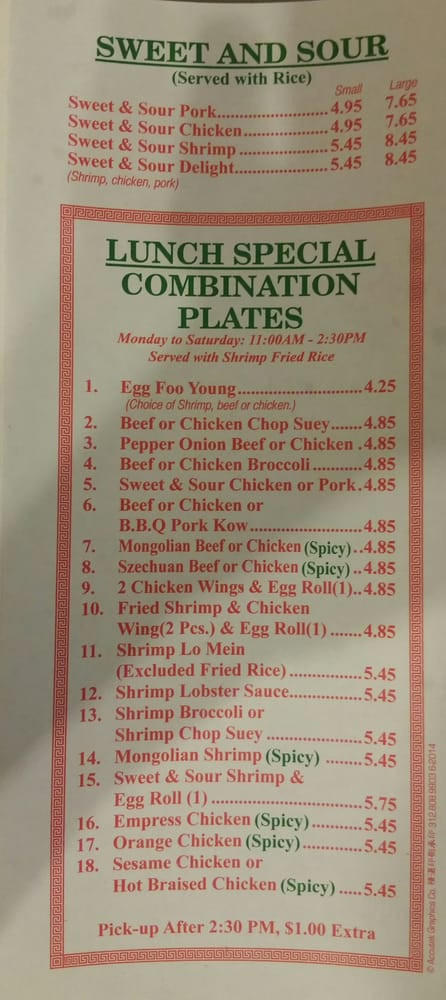 SWEET AND SOUR
(Served with Rice)
Small Large
Sweet & Sour Pork............................4.95 7.65
Sweet & Sour Chicken......................4.95 7.65
Sweet & Sour Shrimp ......................5.45 8.45
Sweet & Sour Delight.......................5.45 8.45
(Shrimp, chicken, pork)
LUNCH SPECIAL
COMBINATION
PLATES
Monday to Saturday: 11:00AM - 2:30PM
Served with Shrimp Fried Rice
1. Egg Foo Young..............................4.25
(Choice of Shrimp, beef or chicken.)
2. Beef or Chicken Chop Suey.......4.85
3. Pepper Onion Beef or Chicken .4.85
4. Beef or Chicken Broccoli ...........4.85
5. Sweet & Sour Chicken or Pork.4.85
6. Beef or Chicken or
B.B.Q Pork Kow...........................4.85
7. Mongolian Beef or Chicken (Spicy)..4.85
8. Szechuan Beef or Chicken (Spicy)..4.85
9. 2 Chicken Wings & Egg Roll(1)..4.85
10. Fried Shrimp & Chicken
Wing(2 Pcs.) & Egg Roll(1) .......4.85
11. Shrimp Lo Mein
(Excluded Fried Rice) .................5.45
12. Shrimp Lobster Sauce.................5.45
13. Shrimp Broccoli or
Shrimp Chop Suey ......................5.45
14. Mongolian Shrimp (Spicy) ........5.45
15. Sweet & Sour Shrimp &
Egg Roll (1) ...................................5.75
16. Empress Chicken (Spicy)...........5.45
17. Orange Chicken (Spicy).............5.45
18. Sesame Chicken or
Hot Braised Chicken (Spicy) .....5.45
Pick-up After 2:30 PM, $1.00 Extra